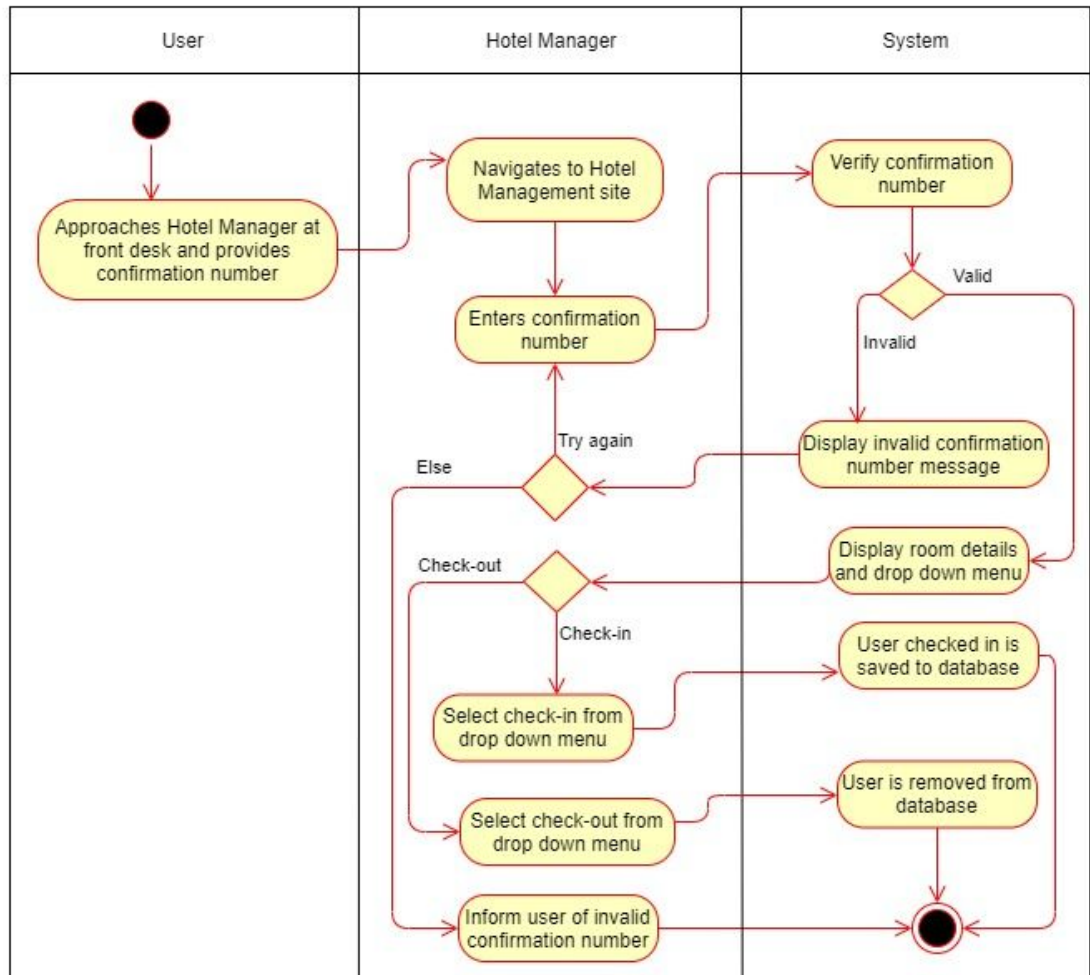 User
Hotel Manager
System
Approaches Hotel Manager at
front desk and provides
confirmation number
Navigates to Hotel
Management site
Enters confirmation
number
Verify confirmation
number
Valid
Invalid
Display invalid confirmation
number message
Try again
Else
Display room details
and drop down menu
Check-out
Check-in
Select check-in from
drop down menu
User checked in is
saved to database
Select check-out from
drop down menu
User is removed from
database
Inform user of invalid
confirmation number